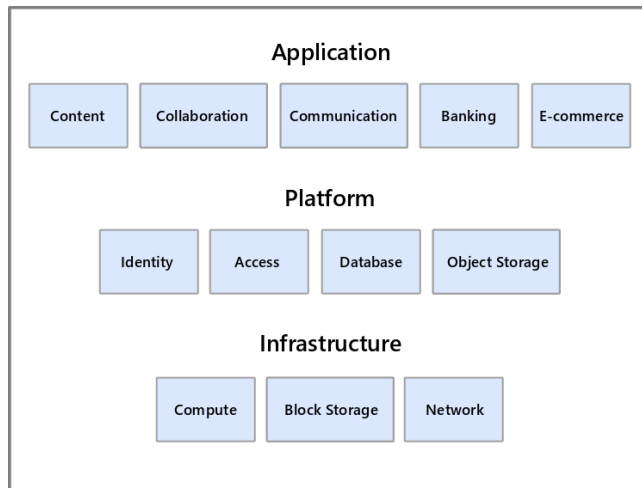 Application
Content
Collaboration
Communication
Banking
E-commerce
Platform
Identity
Access
Database
Object Storage
Infrastructure
Compute
Block Storage
Network